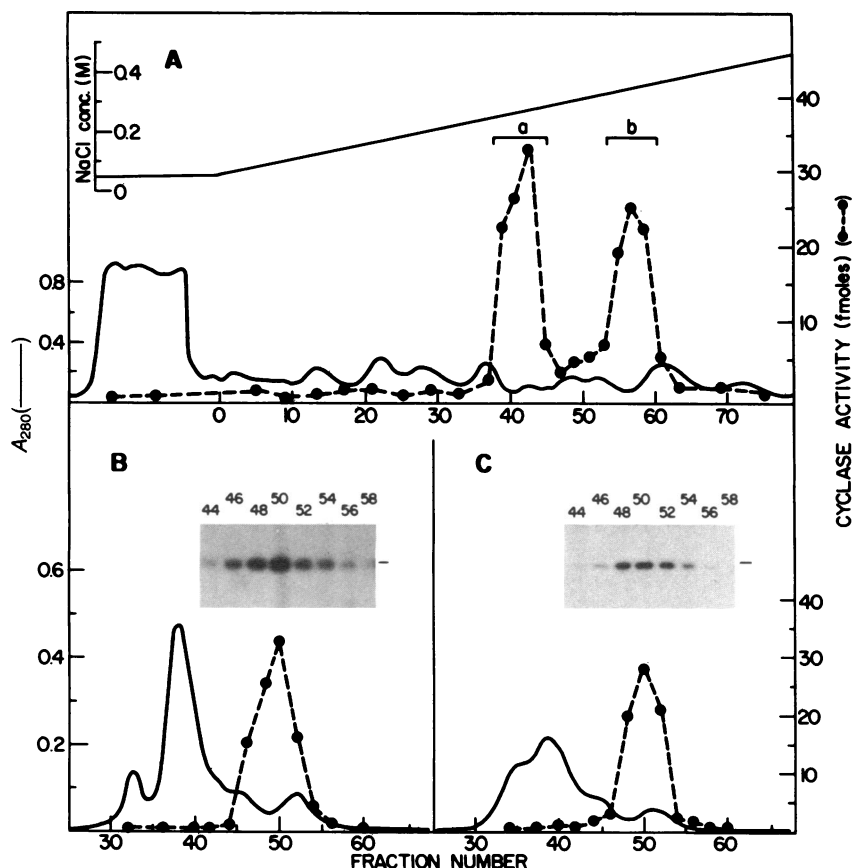 A
NaCl conc. (M)
0.4
0.2
0
a
b
40
30
20
10
0.8
0.4
0 10 20 30 40 50 60 70
A280(———)
CYCLASE ACTIVITY (fmoles) (●--●)
B
44 46 48 50 52 54 56 58
0.6
0.4
0.2
30 40 50 60
C
44 46 48 50 52 54 56 58
40
30
20
10
30 40 50 60
FRACTION NUMBER